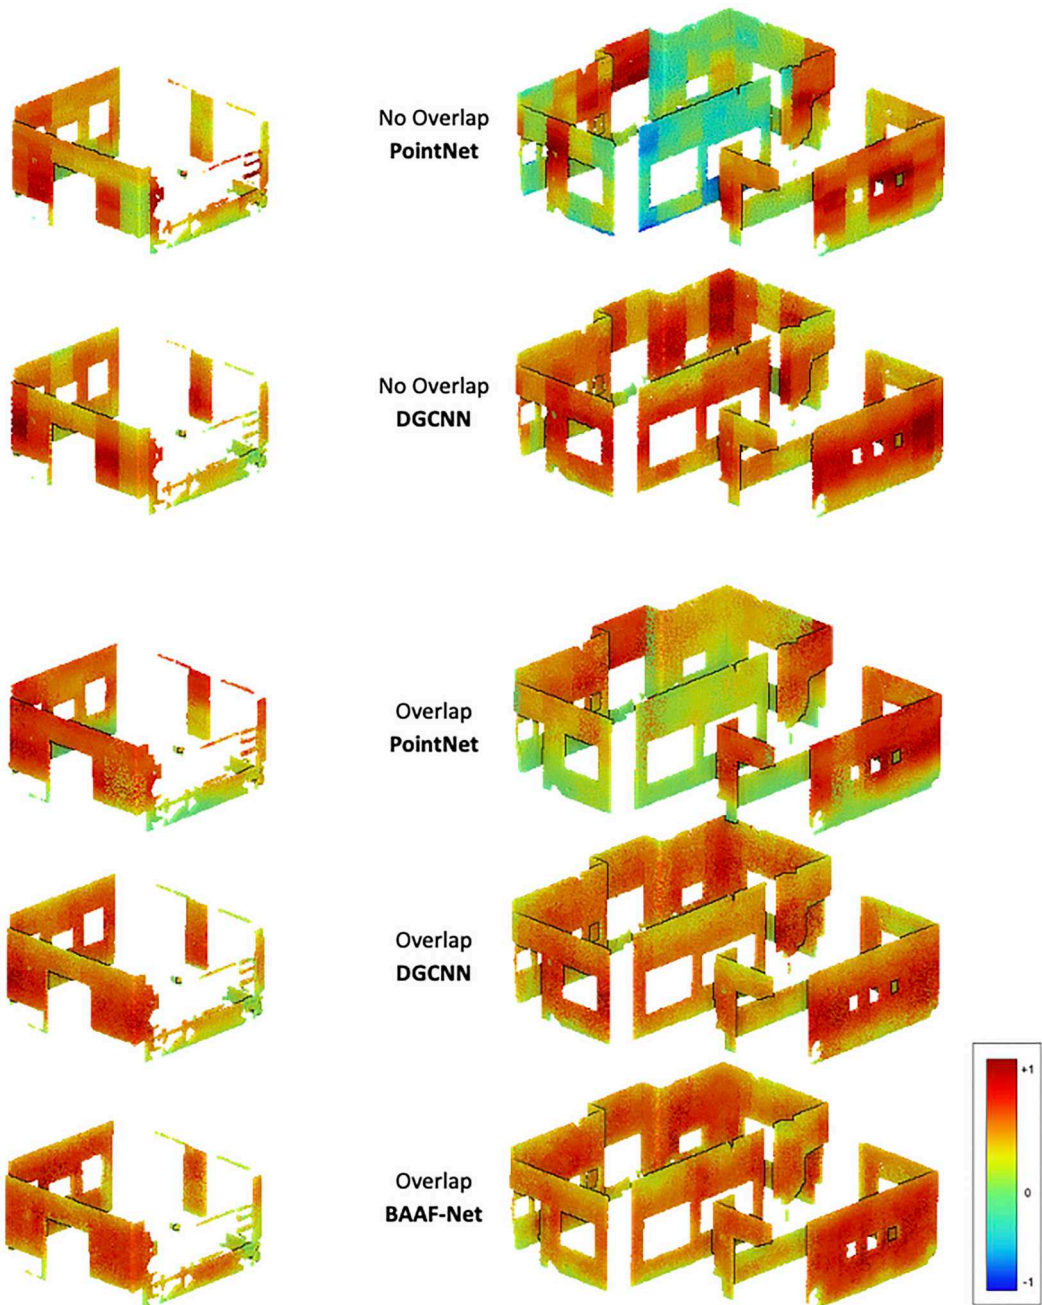 No Overlap
PointNet
No Overlap
DGCNN
Overlap
PointNet
Overlap
DGCNN
Overlap
BAAF-Net
+1
0
-1